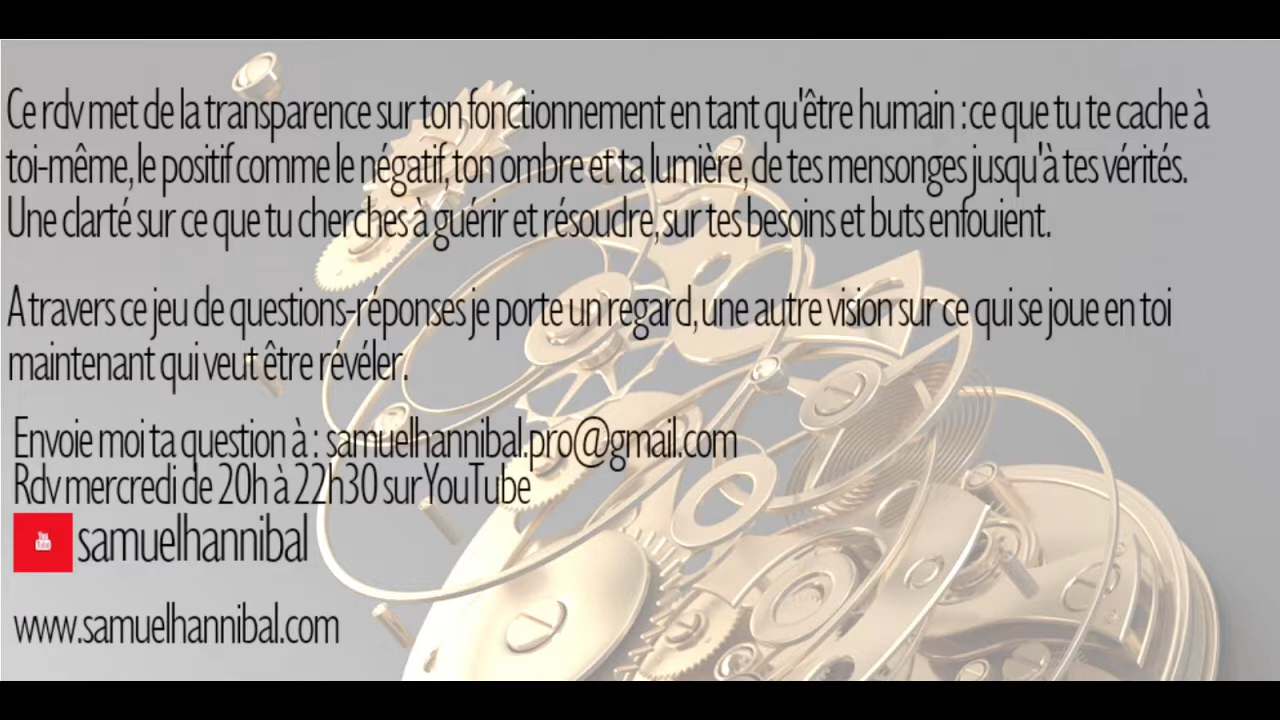 Ce rdv met de la transparence sur ton fonctionnement en tant qu'être humain : ce que tu te cache à
toi-même, le positif comme le négatif, ton ombre et ta lumière, de tes mensonges jusqu'à tes vérités.
Une clarté sur ce que tu cherches à guérir et résoudre, sur tes besoins et buts enfouient.
A travers ce jeu de questions-réponses je porte un regard, une autre vision sur ce qui se joue en toi
maintenant qui veut être révéler.
Envoie moi ta question à : samuelhannibal.pro@gmail.com
Rdv mercredi de 20h à 22h30 sur YouTube
You Tube
samuelhannibal
www.samuelhannibal.com